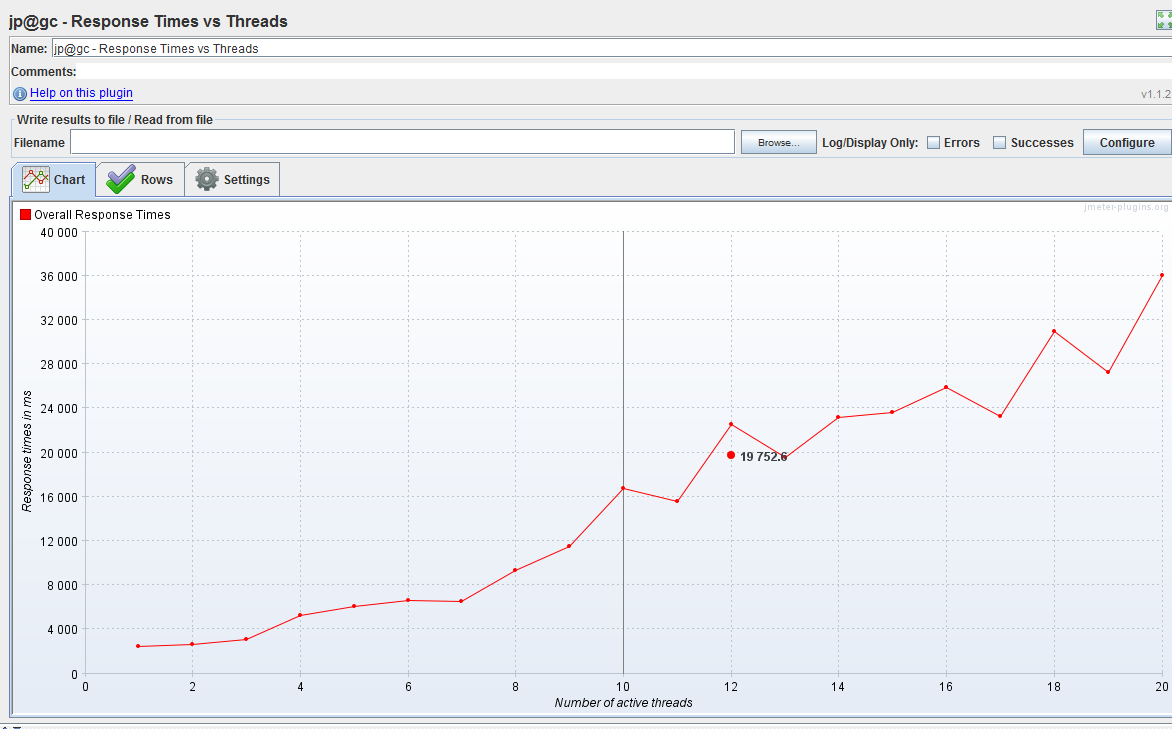 jp@gc - Response Times vs Threads
Name: jp@gc - Response Times vs Threads
Comments:
Help on this plugin
v1.1.2
Write results to file / Read from file
Filename Browse... Log/Display Only: Errors Successes Configure
Chart Rows Settings
jmeter-plugins.org
Overall Response Times
40 000
36 000
32 000
28 000
24 000
20 000
16 000
12 000
8 000
4 000
0
Response times in ms
19 752.6
0 2 4 6 8 10 12 14 16 18 20
Number of active threads